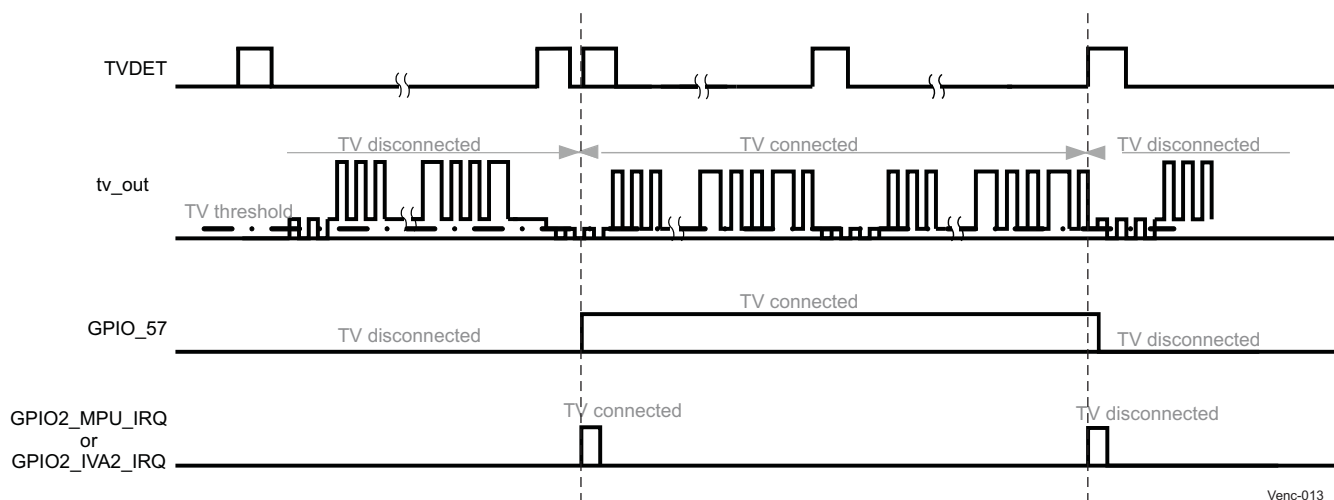 TVDET
TV disconnected
TV connected
TV disconnected
tv_out
TV threshold
TV connected
GPIO_57
TV disconnected
TV disconnected
TV connected
TV disconnected
GPIO2_MPU_IRQ
or
GPIO2_IVA2_IRQ
Venc-013